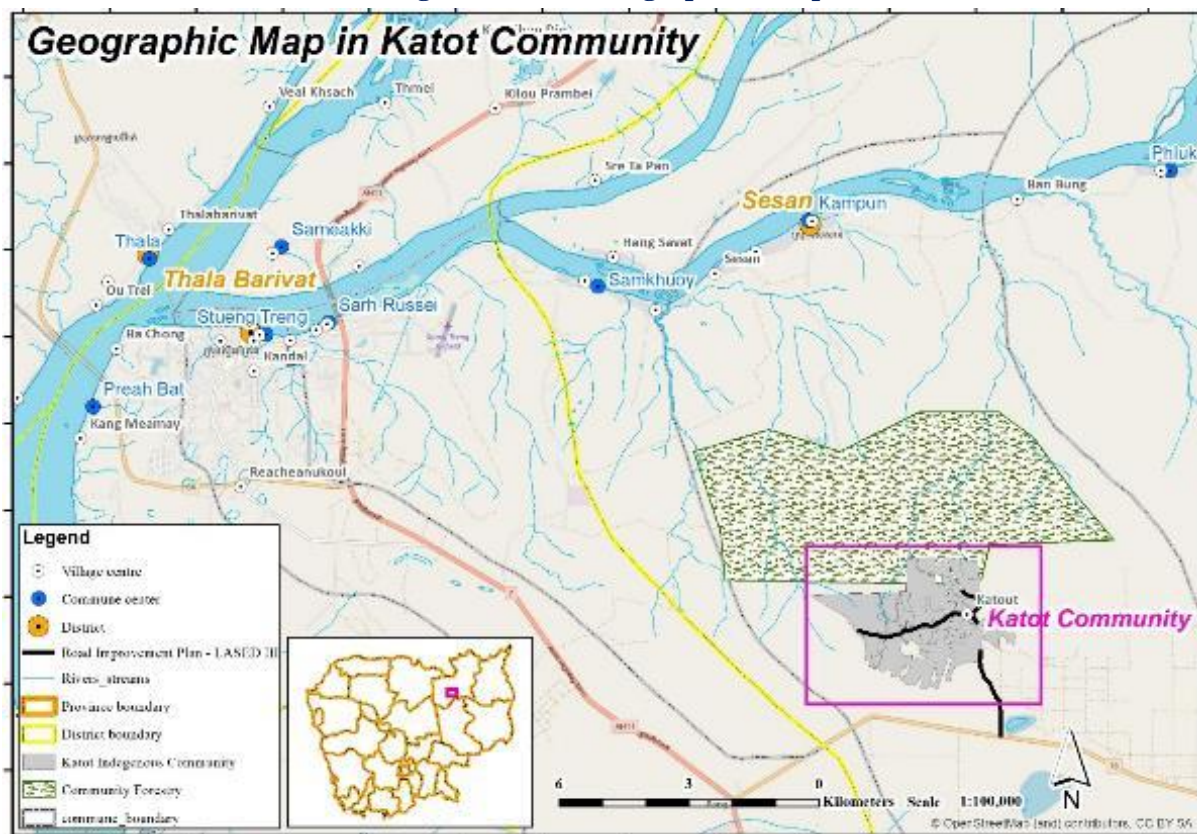 Geographic Map in Katot Community
Veal Khsach
Thmei
Kilou Prambei
Sre Ta Pan
Phluk
Ban Bung
Sesan Kampun
Thalabarivat
Thala
Sameakki
Hang Savat
Sesan
Samkhuoy
Thala Barivat
Ou Trel
Sarh Russei
Stueng Treng
Ba Chong
Kandal
Preah Bat
Kang Meamay
Reacheanukoul
Katout
Katot Community
Legend
Village centre
Commune center
District
Road Improvement Plan - LASED III
Rivers_streams
Province boundary
District boundary
Katot Indegenous Community
Community Forestry
commune_boundary
6 3 0
Kilometers Scale 1:100,000
N
© OpenStreetMap (and) contributors, CC BY SA